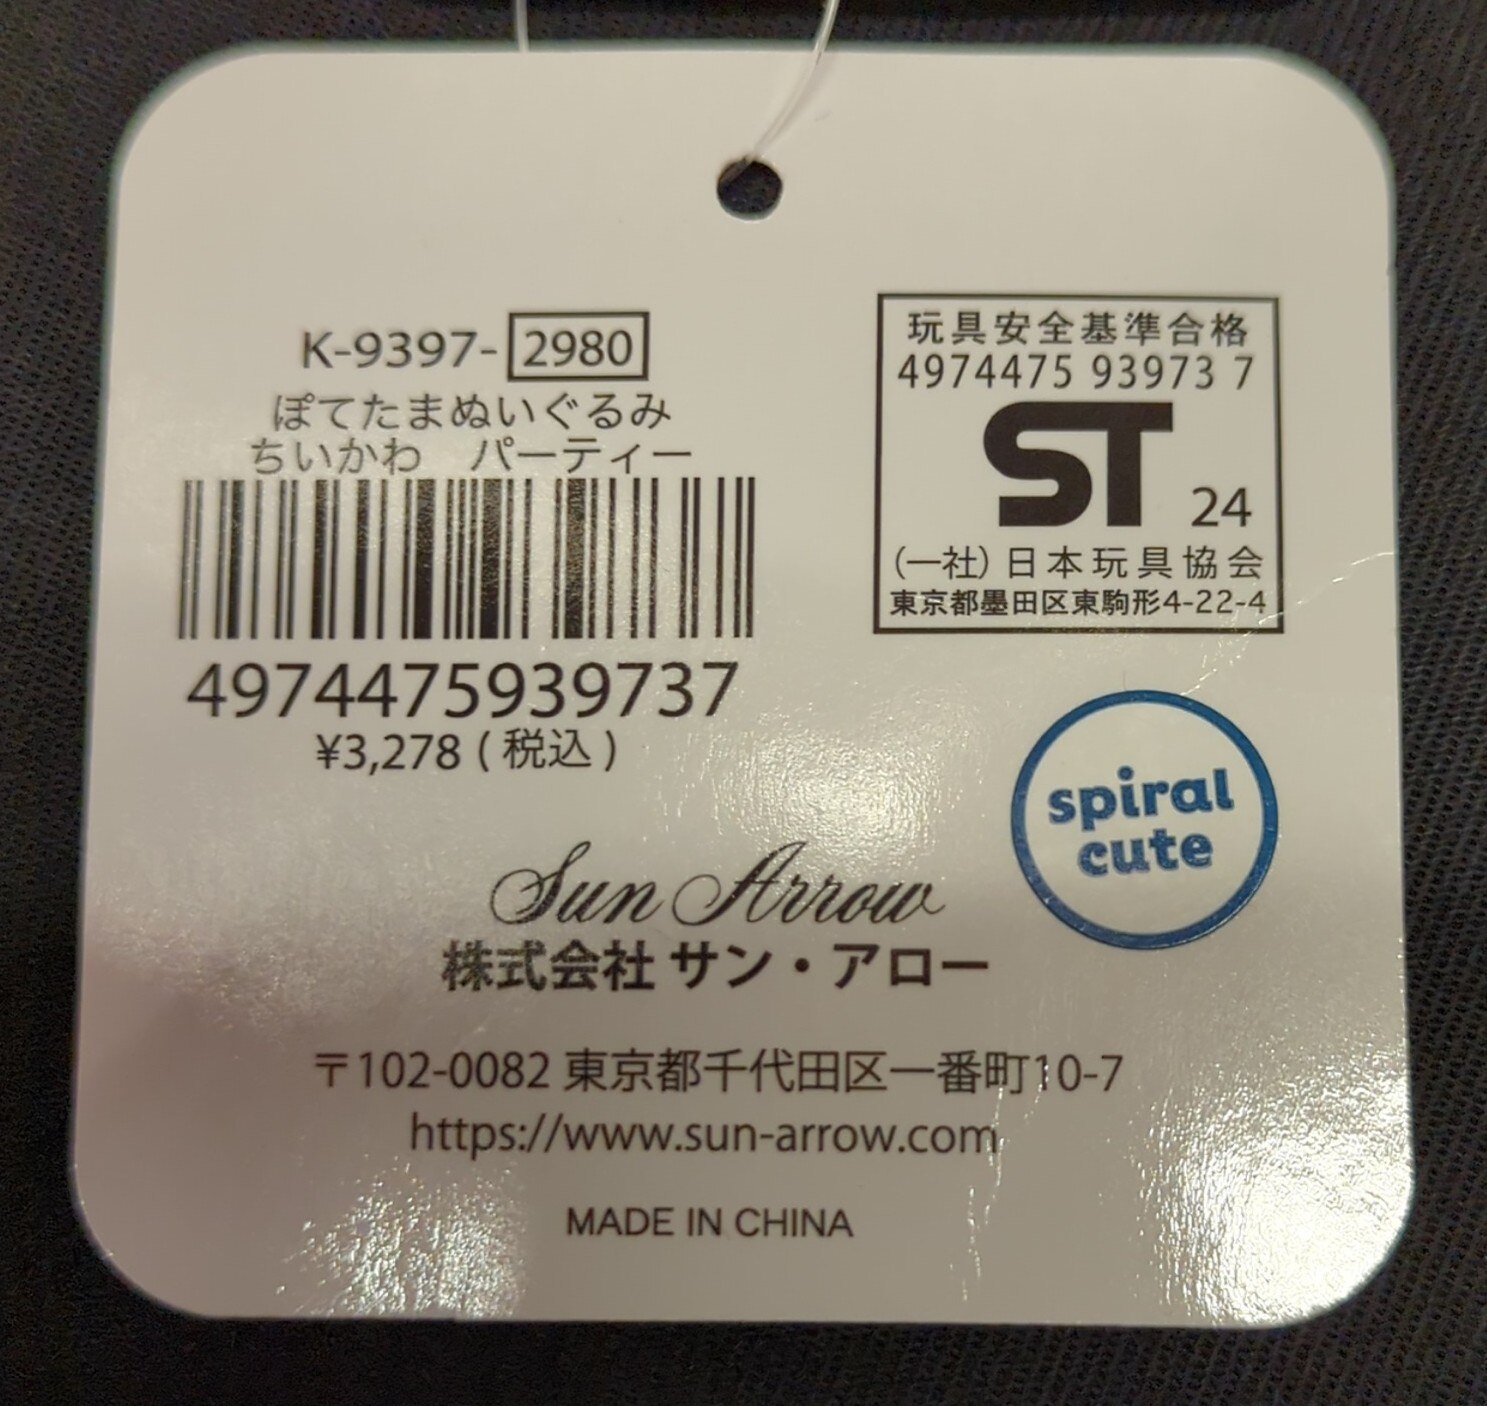 K-9397-2980
ぽてたまぬいぐるみ
ちいかわ　パーティー
4974475939737
¥3,278 ( 税込 )
玩具安全基準合格
4974475 93973 7
ST 24
(一社) 日本玩具協会
東京都墨田区東駒形4-22-4
spiral
cute
Sun Arrow
株式会社 サン・アロー
〒102-0082 東京都千代田区一番町10-7
https://www.sun-arrow.com
MADE IN CHINA